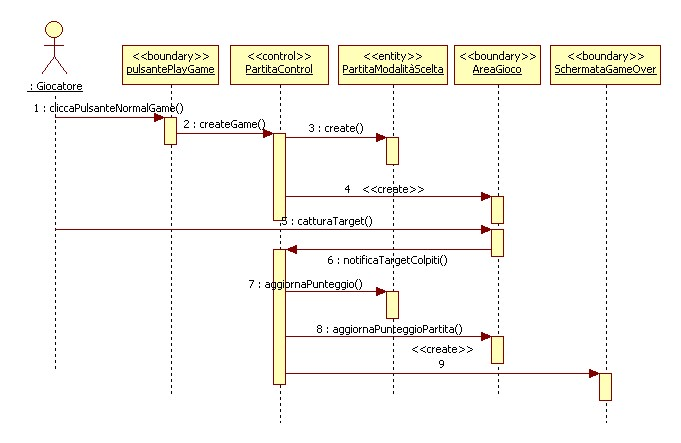 <<boundary>>
pulsantePlayGame
<<control>>
PartitaControl
<<entity>>
PartitaModalitàScelta
<<boundary>>
AreaGioco
<<boundary>>
SchermataGameOver
: Giocatore
1 : cliccaPulsanteNormalGame()
2 : createGame()
3 : create()
4 <<create>>
5 : catturaTarget()
6 : notificaTargetColpiti()
7 : aggiornaPunteggio()
8 : aggiornaPunteggioPartita()
<<create>>
9